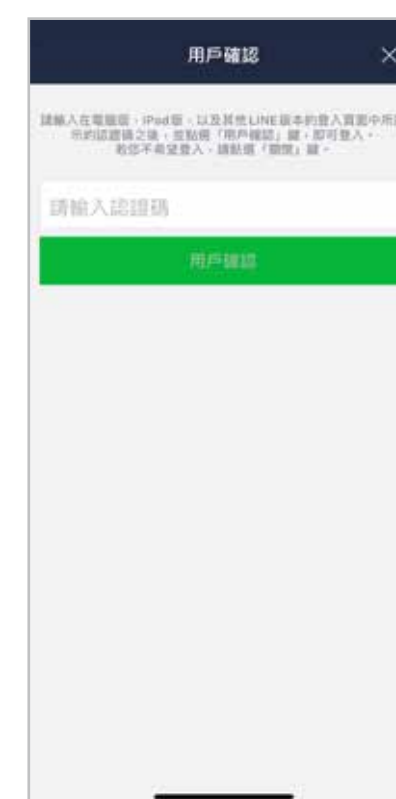 用戶確認
請輸入在電腦版、iPad版、以及其他LINE版本的登入頁面中所
示的認證碼之後,並點選「用戶確認」鍵,即可登入。
若您不希望登入,請點選「關閉」鍵。
請輸入認證碼
用戶確認